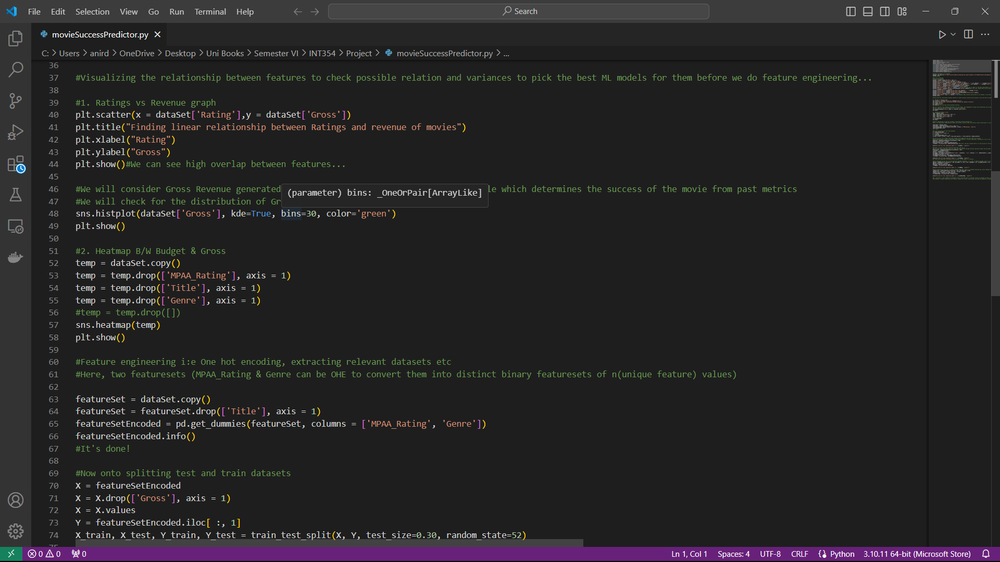 File Edit Selection View Go Run Terminal Help Search
movieSuccessPredictor.py
C: > Users > anird > OneDrive > Desktop > Uni Books > Semester VI > INT354 > Project > movieSuccessPredictor.py > ...
36
37 #Visualizing the relationship between features to check possible relation and variances to pick the best ML models for them before we do feature engineering...
38
39 #1. Ratings vs Revenue graph
40 plt.scatter(x = dataSet['Rating'],y = dataSet['Gross'])
41 plt.title("Finding linear relationship between Ratings and revenue of movies")
42 plt.xlabel("Rating")
43 plt.ylabel("Gross")
44 plt.show()#We can see high overlap between features...
45
46 #We will consider Gross Revenue generated le which determines the success of the movie from past metrics
(parameter) bins: _OneOrPair[ArrayLike]
47 #We will check for the distribution of Gr
48 sns.histplot(dataSet['Gross'], kde=True, bins=30, color='green')
49 plt.show()
50
51 #2. Heatmap B/W Budget & Gross
52 temp = dataSet.copy()
53 temp = temp.drop(['MPAA_Rating'], axis = 1)
54 temp = temp.drop(['Title'], axis = 1)
55 temp = temp.drop(['Genre'], axis = 1)
56 #temp = temp.drop([])
57 sns.heatmap(temp)
58 plt.show()
59
60 #Feature engineering i:e One hot encoding, extracting relevant datasets etc
61 #Here, two featuresets (MPAA_Rating & Genre can be OHE to convert them into distinct binary featuresets of n(unique feature) values)
62
63 featureSet = dataSet.copy()
64 featureSet = featureSet.drop(['Title'], axis = 1)
65 featureSetEncoded = pd.get_dummies(featureSet, columns = ['MPAA_Rating', 'Genre'])
66 featureSetEncoded.info()
67 #It's done!
68
69 #Now onto splitting test and train datasets
70 X = featureSetEncoded
71 X = X.drop(['Gross'], axis = 1)
72 X = X.values
73 Y = featureSetEncoded.iloc[ :, 1]
74 X_train, X_test, Y_train, Y_test = train_test_split(X, Y, test_size=0.30, random_state=52)
75
0 0 0 Ln 1, Col 1 Spaces: 4 UTF-8 CRLF Python 3.10.11 64-bit (Microsoft Store)